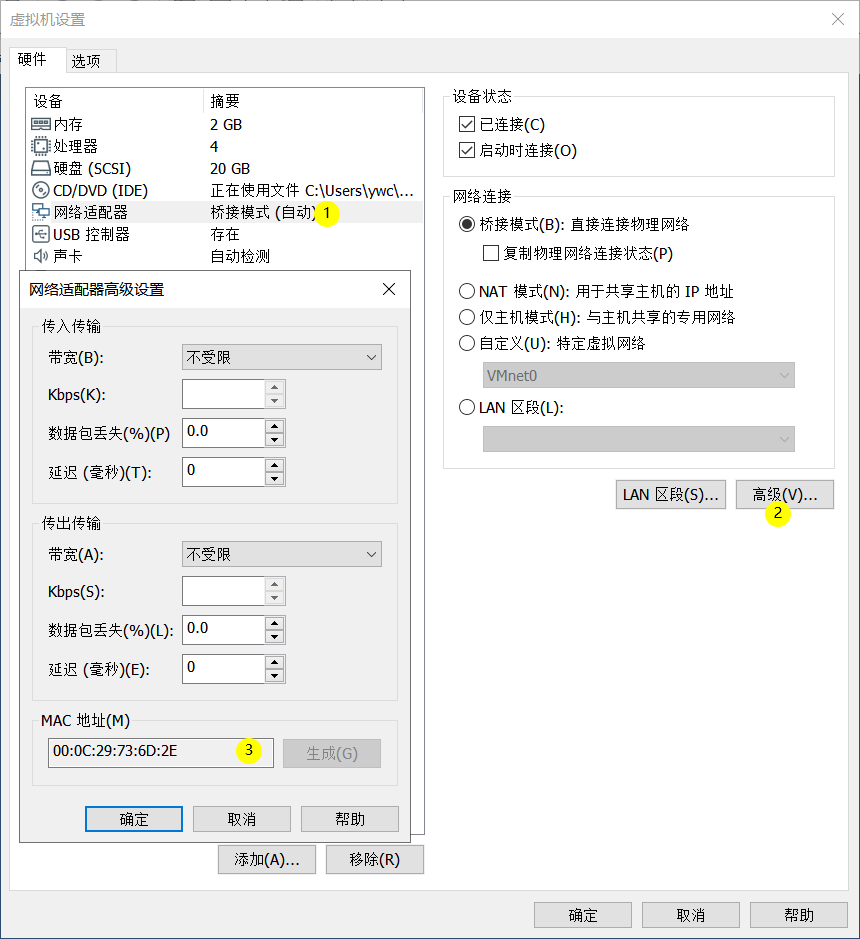 虚拟机设置
硬件
选项
设备 摘要
内存 2 GB
处理器 4
硬盘 (SCSI) 20 GB
CD/DVD (IDE) 正在使用文件 C:\Users\ywc\...
网络适配器 桥接模式 (自动) 1
USB 控制器 存在
声卡 自动检测
设备状态
已连接(C)
启动时连接(O)
网络连接
桥接模式(B): 直接连接物理网络
复制物理网络连接状态(P)
NAT 模式(N): 用于共享主机的 IP 地址
仅主机模式(H): 与主机共享的专用网络
自定义(U): 特定虚拟网络
VMnet0
LAN 区段(L):
LAN 区段(S)...
高级(V)...
2
网络适配器高级设置
传入传输
带宽(B): 不受限
Kbps(K):
数据包丢失(%)(P) 0.0
延迟 (毫秒)(T): 0
传出传输
带宽(A): 不受限
Kbps(S):
数据包丢失(%)(L): 0.0
延迟 (毫秒)(E): 0
MAC 地址(M)
00:0C:29:73:6D:2E 3 生成(G)
确定 取消 帮助
添加(A)... 移除(R)
确定 取消 帮助